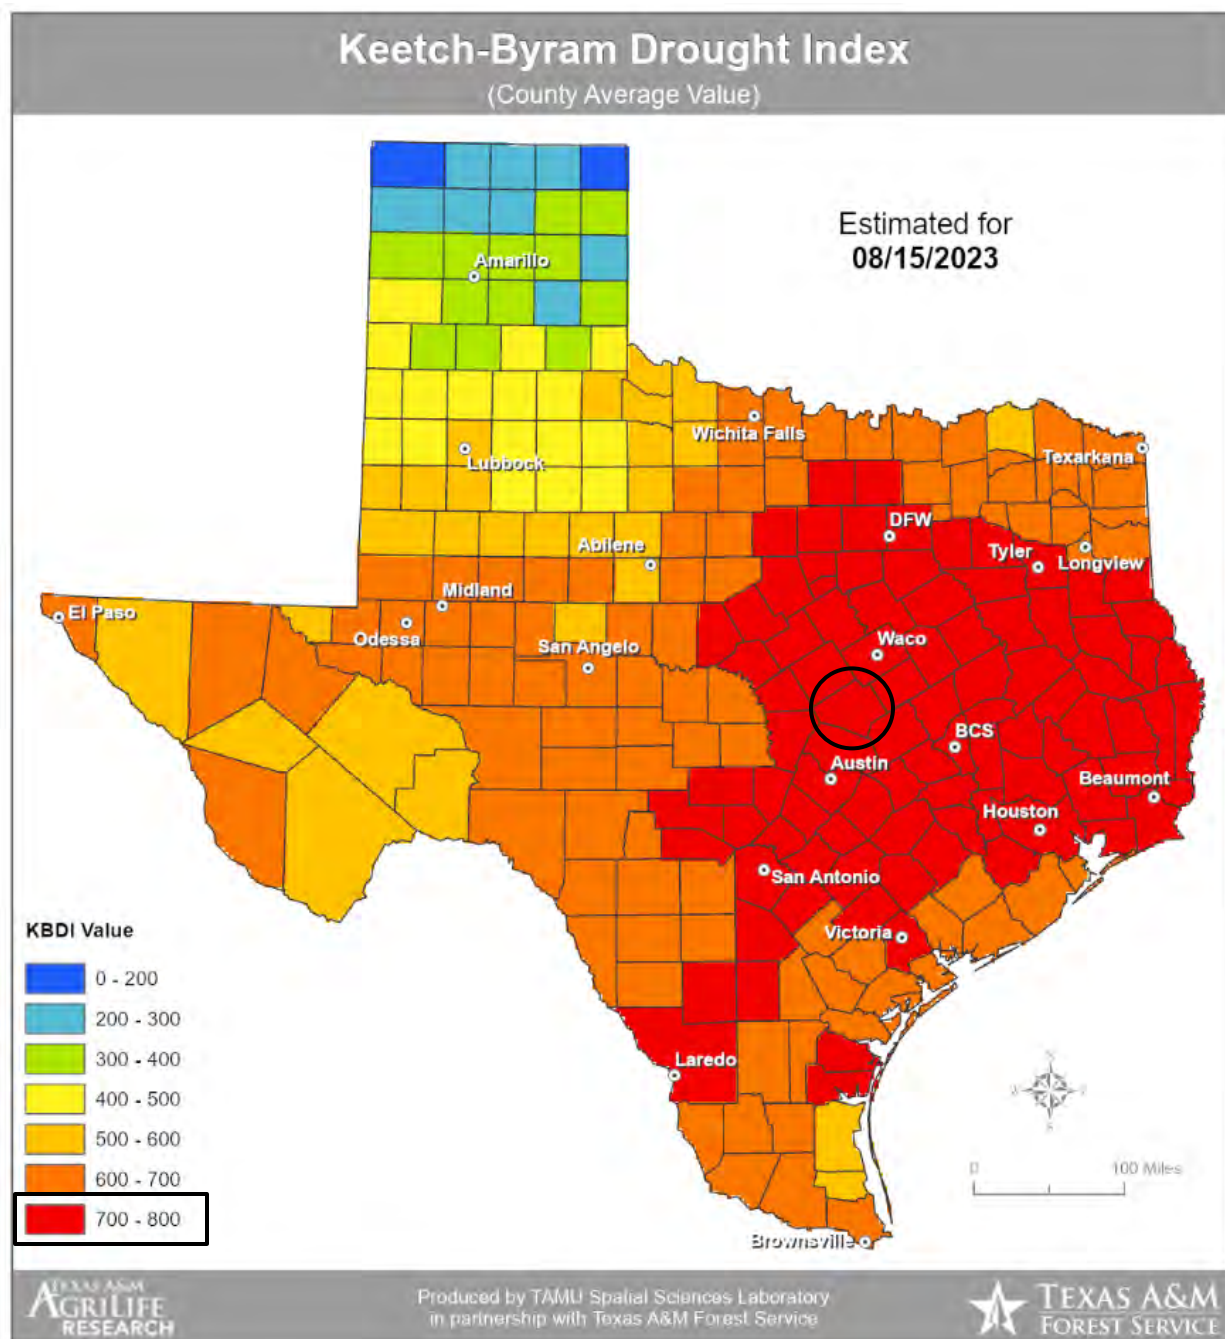 Keetch-Byram Drought Index
(County Average Value)
Estimated for
08/15/2023
Amarillo
Wichita Falls
Texarkana
Lubbock
DFW
Abilene
Tyler
Longview
Midland
El Paso
Odessa
San Angelo
Waco
BCS
Austin
Beaumont
Houston
San Antonio
Victoria
KBDI Value
0 - 200
200 - 300
300 - 400
400 - 500
500 - 600
600 - 700
700 - 800
Laredo
N
S
0 100 Miles
Brownsville
TEXAS A&M
AGRILIFE
RESEARCH
Produced by TAMU Spatial Sciences Laboratory
in partnership with Texas A&M Forest Service
TEXAS A&M
FOREST SERVICE